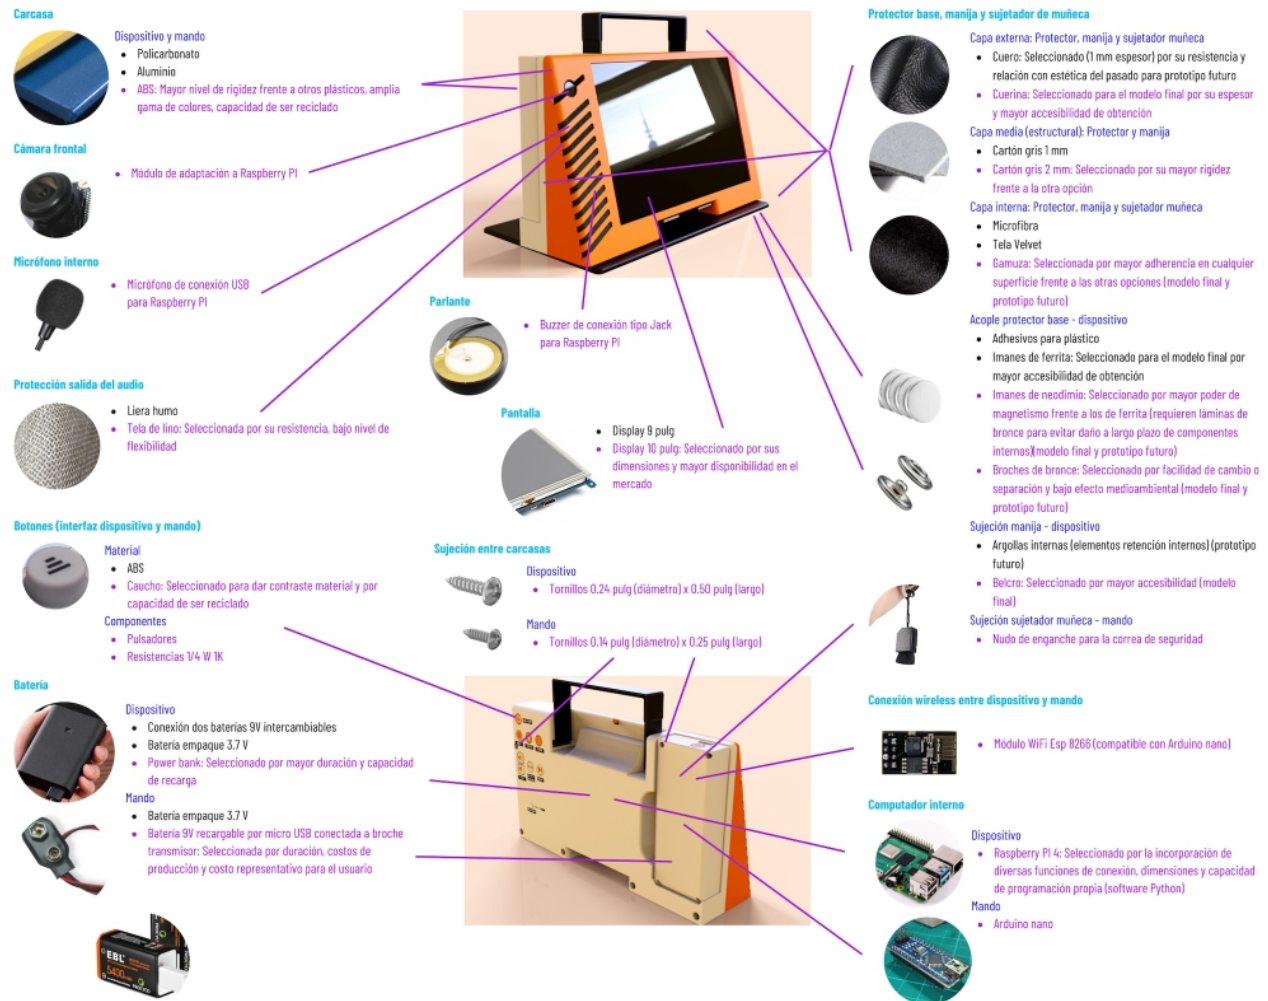 Carcasa
Dispositivo y mando
Policarbonato
Aluminio
ABS: Mayor nivel de rigidez frente a otros plásticos, amplia
gama de colores, capacidad de ser reciclado
Cámara frontal
Módulo de adaptación a Raspberry PI
Micrófono interno
Micrófono de conexión USB
para Raspberry PI
Protección salida del audio
Liera humo
Tela de lino: Seleccionada por su resistencia, bajo nivel de
flexibilidad
Parlante
Buzzer de conexión tipo Jack
para Raspberry PI
Pantalla
Display 9 pulg
Display 10 pulg: Seleccionado por sus
dimensiones y mayor disponibilidad en el
mercado
Botones (interfaz dispositivo y mando)
Material
ABS
Caucho: Seleccionado para dar contraste material y por
capacidad de ser reciclado
Componentes
Pulsadores
Resistencias 1/4 W 1K
Sujeción entre carcasas
Dispositivo
Tornillos 0.24 pulg (diámetro) x 0.50 pulg (largo)
Mando
Tornillos 0.14 pulg (diámetro) x 0.25 pulg (largo)
Batería
Dispositivo
Conexión dos baterías 9V intercambiables
Batería empaque 3.7 V
Power bank: Seleccionado por mayor duración y capacidad
de recarga
Mando
Batería empaque 3.7 V
Batería 9V recargable por micro USB conectada a broche
transmisor: Seleccionada por duración, costos de
producción y costo representativo para el usuario
EBL
5400
Protector base, manija y sujetador de muñeca
Capa externa: Protector, manija y sujetador muñeca
Cuero: Seleccionado (1 mm espesor) por su resistencia y
relación con estética del pasado para prototipo futuro
Cuerina: Seleccionado para el modelo final por su espesor
y mayor accesibilidad de obtención
Capa media (estructural): Protector y manija
Cartón gris 1 mm
Cartón gris 2 mm: Seleccionado por su mayor rigidez
frente a la otra opción
Capa interna: Protector, manija y sujetador muñeca
Microfibra
Tela Velvet
Gamuza: Seleccionada por mayor adherencia en cualquier
superficie frente a las otras opciones (modelo final y
prototipo futuro)
Acople protector base - dispositivo
Adhesivos para plástico
Imanes de ferrita: Seleccionado para el modelo final por
mayor accesibilidad de obtención
Imanes de neodimio: Seleccionado por mayor poder de
magnetismo frente a los de ferrita (requieren láminas de
bronce para evitar daño a largo plazo de componentes
internos)(modelo final y prototipo futuro)
Broches de bronce: Seleccionado por facilidad de cambio o
separación y bajo efecto medioambiental (modelo final y
prototipo futuro)
Sujeción manija - dispositivo
Argollas internas (elementos retención internos) (prototipo
futuro)
Belcro: Seleccionado por mayor accesibilidad (modelo
final)
Sujeción sujetador muñeca - mando
Nudo de enganche para la correa de seguridad
Conexión wireless entre dispositivo y mando
Módulo WiFi Esp 8266 (compatible con Arduino nano)
Computador interno
Dispositivo
Raspberry PI 4: Seleccionado por la incorporación de
diversas funciones de conexión, dimensiones y capacidad
de programación propia (software Python)
Mando
Arduino nano